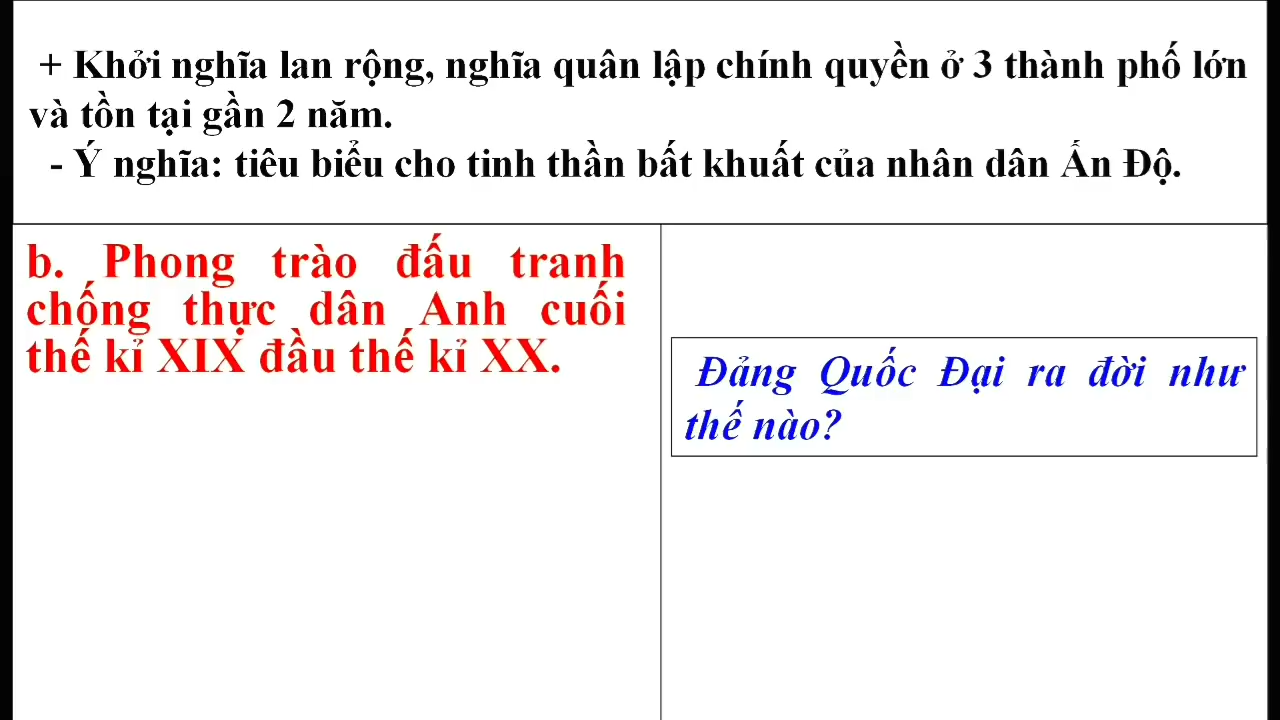 + Khởi nghĩa lan rộng, nghĩa quân lập chính quyền ở 3 thành phố lớn
và tồn tại gần 2 năm.
- Ý nghĩa: tiêu biểu cho tinh thần bất khuất của nhân dân Ấn Độ.
b. Phong trào đấu tranh
chống thực dân Anh cuối
thế kỉ XIX đầu thế kỉ XX.
Đảng Quốc Đại ra đời như
thế nào?